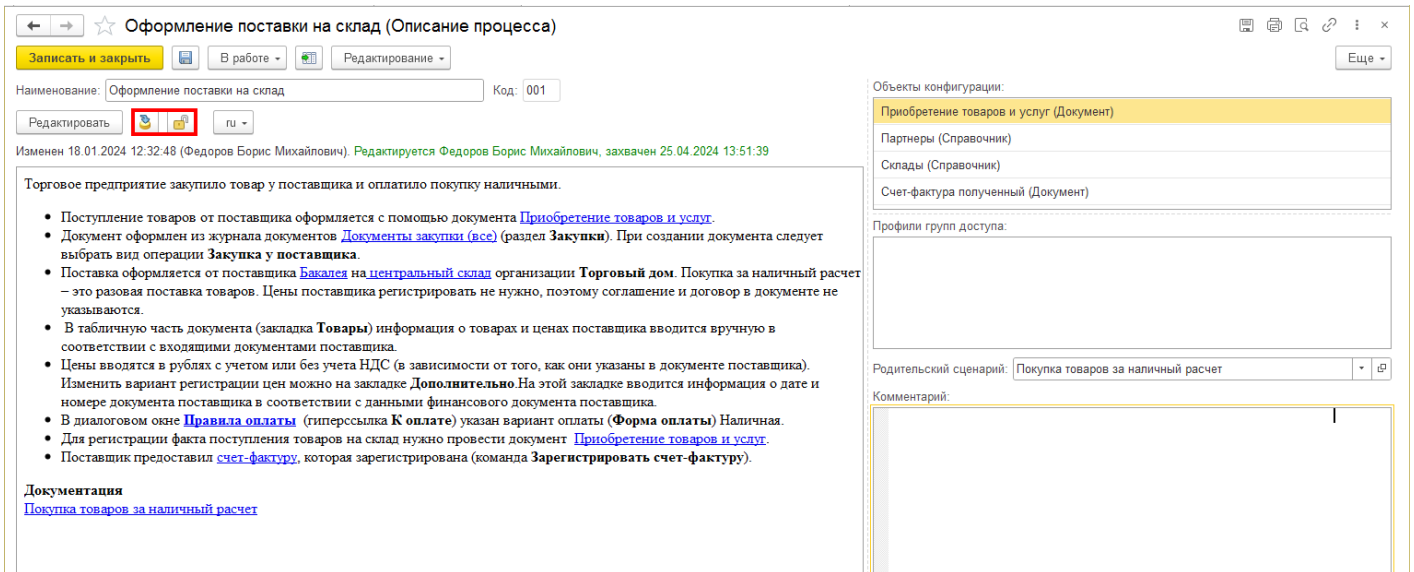 Оформление поставки на склад (Описание процесса)
Записать и закрыть
В работе
Редактирование
Еще
Наименование: Оформление поставки на склад
Код: 001
Редактировать
ru
Изменен 18.01.2024 12:32:48 (Федоров Борис Михайлович). Редактируется Федоров Борис Михайлович, захвачен 25.04.2024 13:51:39
Торговое предприятие закупило товар у поставщика и оплатило покупку наличными.
• Поступление товаров от поставщика оформляется с помощью документа Приобретение товаров и услуг.
• Документ оформлен из журнала документов Документы закупки (все) (раздел Закупки). При создании документа следует
выбрать вид операции Закупка у поставщика.
• Поставка оформляется от поставщика Бакалея на центральный склад организации Торговый дом. Покупка за наличный расчет
– это разовая поставка товаров. Цены поставщика регистрировать не нужно, поэтому соглашение и договор в документе не
указываются.
• В табличную часть документа (закладка Товары) информация о товарах и ценах поставщика вводится вручную в
соответствии с входящими документами поставщика.
• Цены вводятся в рублях с учетом или без учета НДС (в зависимости от того, как они указаны в документе поставщика).
Изменить вариант регистрации цен можно на закладке Дополнительно.На этой закладке вводится информация о дате и
номере документа поставщика в соответствии с данными финансового документа поставщика.
• В диалоговом окне Правила оплаты (гиперссылка К оплате) указан вариант оплаты (Форма оплаты) Наличная.
• Для регистрации факта поступления товаров на склад нужно провести документ Приобретение товаров и услуг.
• Поставщик предоставил счет-фактуру, которая зарегистрирована (команда Зарегистрировать счет-фактуру).
Документация
Покупка товаров за наличный расчет
Объекты конфигурации:
Приобретение товаров и услуг (Документ)
Партнеры (Справочник)
Склады (Справочник)
Счет-фактура полученный (Документ)
Профили групп доступа:
Родительский сценарий: Покупка товаров за наличный расчет
Комментарий: